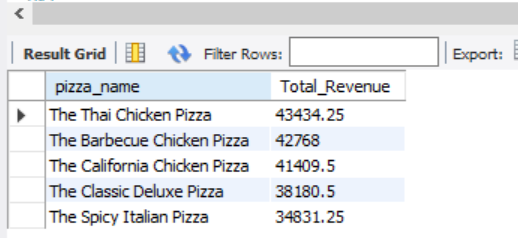 Result Grid Filter Rows: Export:
pizza_name Total_Revenue
The Thai Chicken Pizza 43434.25
The Barbecue Chicken Pizza 42768
The California Chicken Pizza 41409.5
The Classic Deluxe Pizza 38180.5
The Spicy Italian Pizza 34831.25